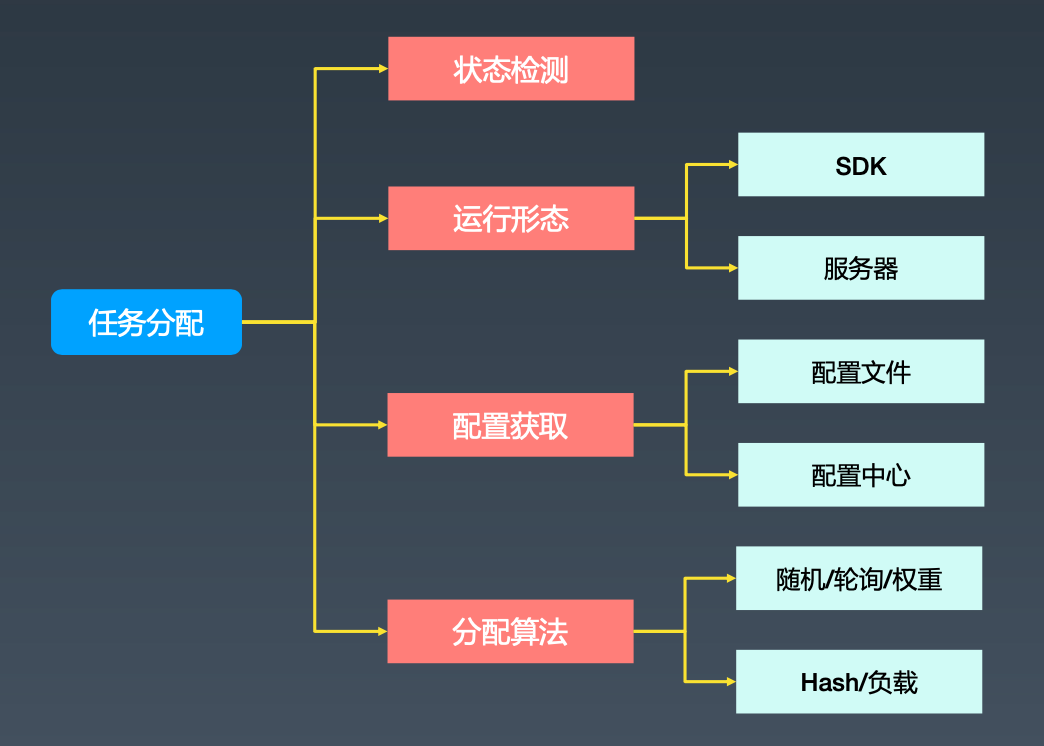 任务分配
状态检测
运行形态
SDK
服务器
配置获取
配置文件
配置中心
分配算法
随机/轮询/权重
Hash/负载